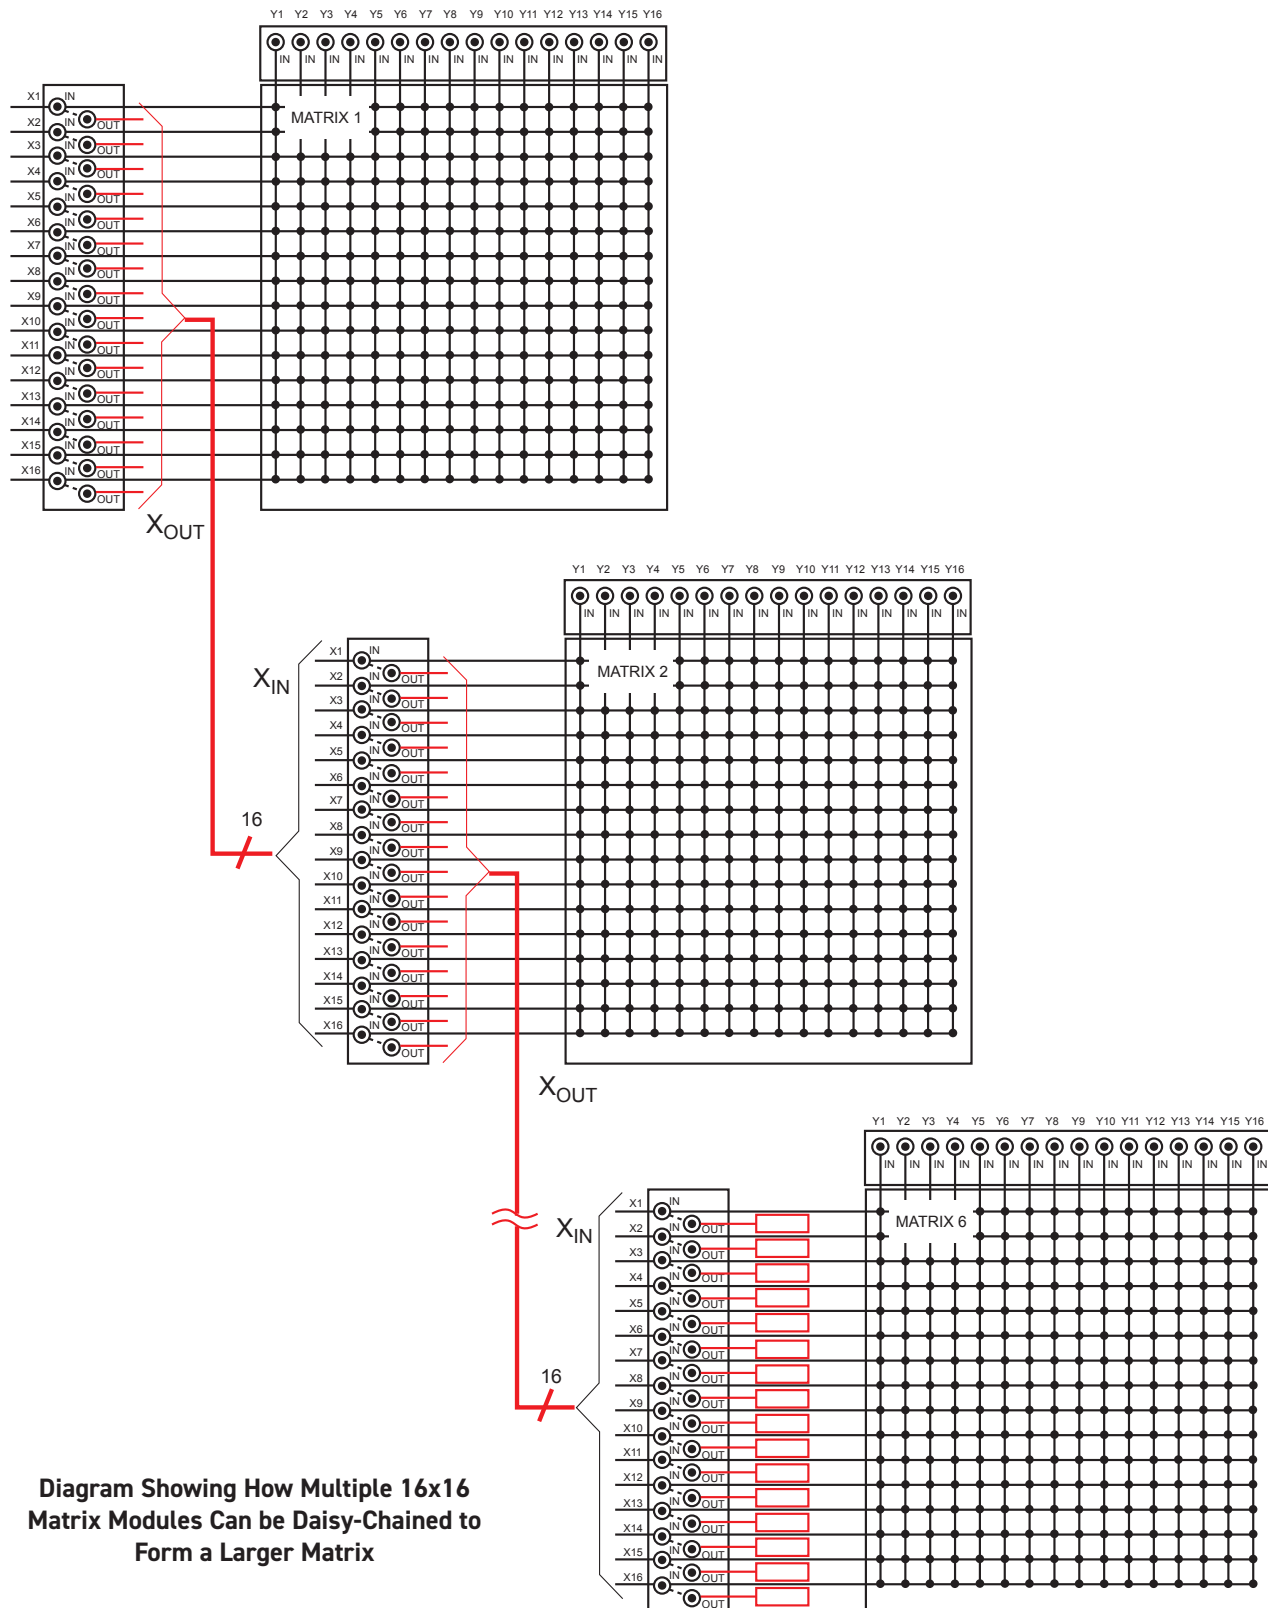 Y1 Y2 Y3 Y4 Y5 Y6 Y7 Y8 Y9 Y10 Y11 Y12 Y13 Y14 Y15 Y16
IN IN IN IN IN IN IN IN IN IN IN IN IN IN IN IN
MATRIX 1
X1 IN OUT
X2 IN OUT
X3 IN OUT
X4 IN OUT
X5 IN OUT
X6 IN OUT
X7 IN OUT
X8 IN OUT
X9 IN OUT
X10 IN OUT
X11 IN OUT
X12 IN OUT
X13 IN OUT
X14 IN OUT
X15 IN OUT
X16 IN OUT
XOUT
Y1 Y2 Y3 Y4 Y5 Y6 Y7 Y8 Y9 Y10 Y11 Y12 Y13 Y14 Y15 Y16
IN IN IN IN IN IN IN IN IN IN IN IN IN IN IN IN
MATRIX 2
XIN
16
X1 IN OUT
X2 IN OUT
X3 IN OUT
X4 IN OUT
X5 IN OUT
X6 IN OUT
X7 IN OUT
X8 IN OUT
X9 IN OUT
X10 IN OUT
X11 IN OUT
X12 IN OUT
X13 IN OUT
X14 IN OUT
X15 IN OUT
X16 IN OUT
XOUT
Y1 Y2 Y3 Y4 Y5 Y6 Y7 Y8 Y9 Y10 Y11 Y12 Y13 Y14 Y15 Y16
IN IN IN IN IN IN IN IN IN IN IN IN IN IN IN IN
MATRIX 6
XIN
16
X1 IN OUT
X2 IN OUT
X3 IN OUT
X4 IN OUT
X5 IN OUT
X6 IN OUT
X7 IN OUT
X8 IN OUT
X9 IN OUT
X10 IN OUT
X11 IN OUT
X12 IN OUT
X13 IN OUT
X14 IN OUT
X15 IN OUT
X16 IN OUT
Diagram Showing How Multiple 16x16
Matrix Modules Can be Daisy-Chained to
Form a Larger Matrix